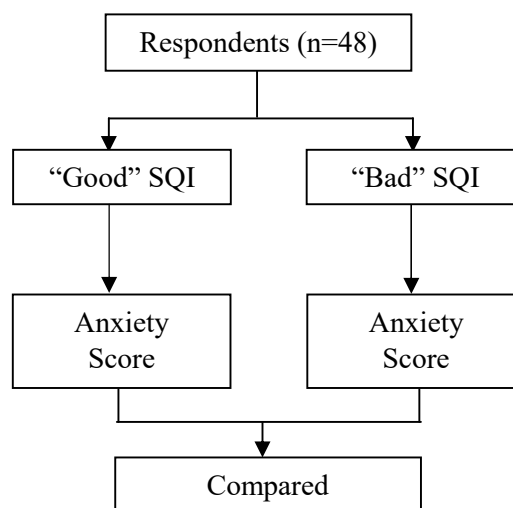 Respondents (n=48)
“Good” SQI
“Bad” SQI
Anxiety
Score
Anxiety
Score
Compared